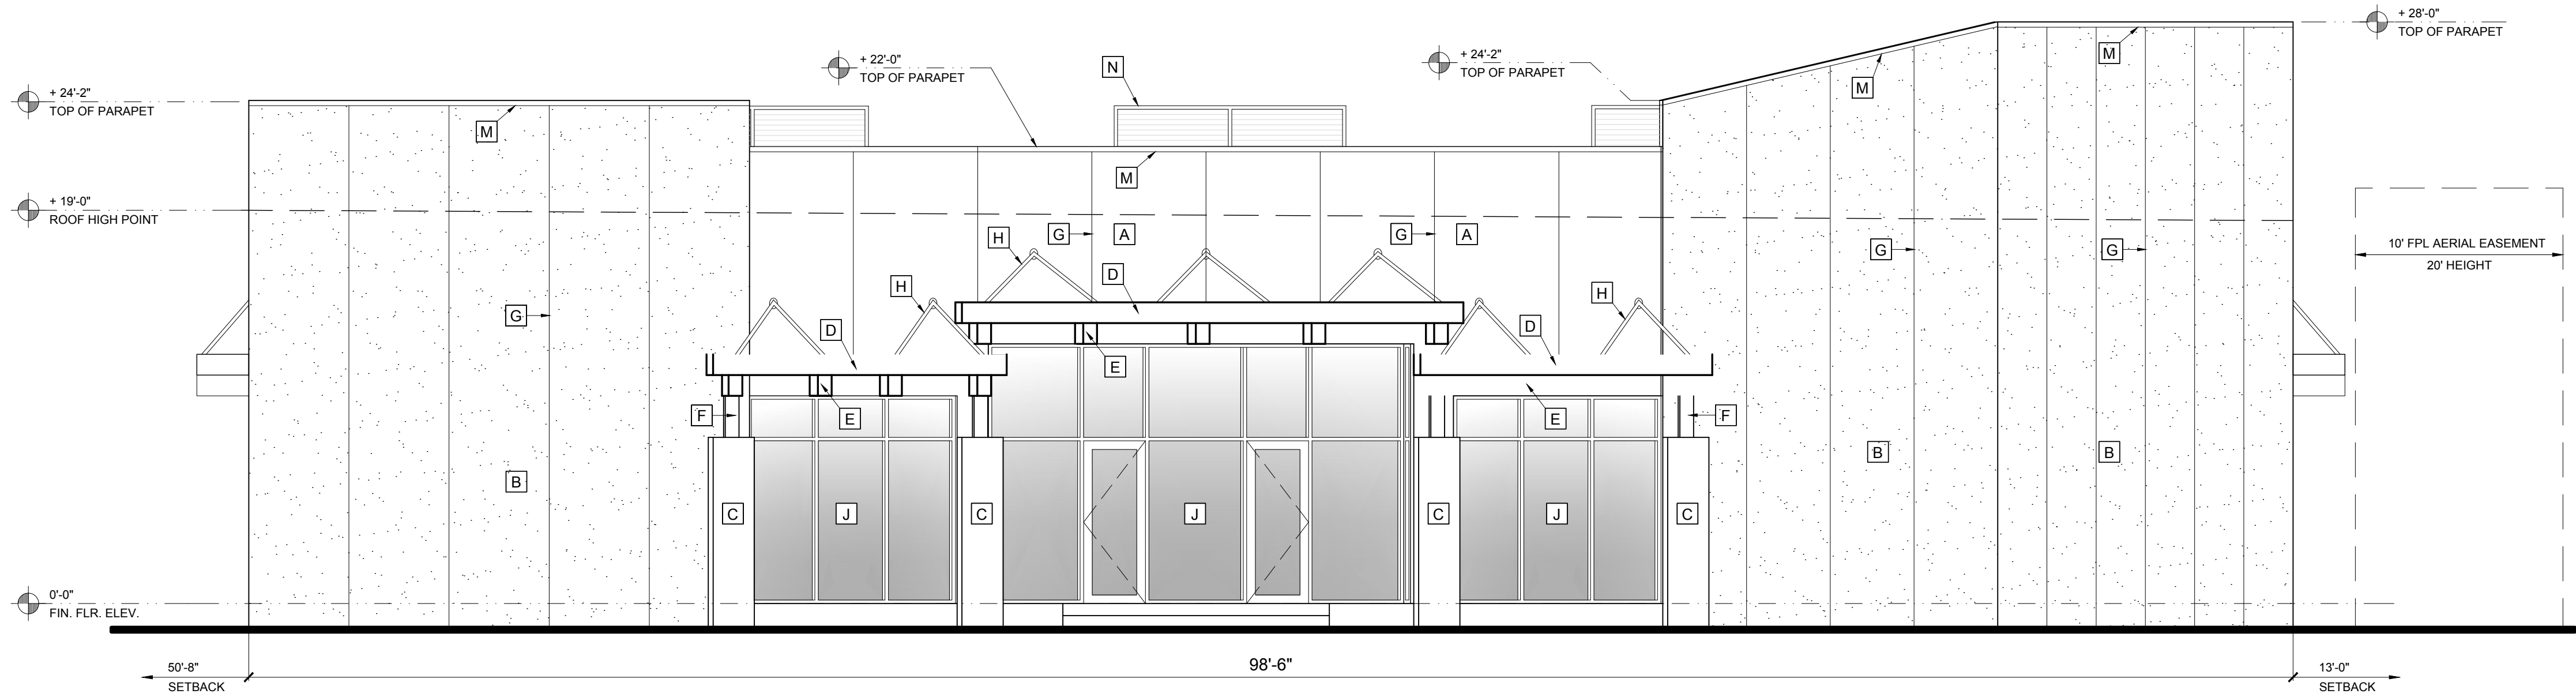 + 28'-0"
TOP OF PARAPET
+ 22'-0"
TOP OF PARAPET
+ 24'-2"
TOP OF PARAPET
N
M
M
+ 24'-2"
TOP OF PARAPET
M
M
+ 19'-0"
ROOF HIGH POINT
H
G
A
G
A
G
G
10' FPL AERIAL EASEMENT
20' HEIGHT
D
H
H
G
D
D
E
F
E
E
F
B
B
B
C
J
C
J
C
J
C
0'-0"
FIN. FLR. ELEV.
50'-8"
SETBACK
98'-6"
13'-0"
SETBACK